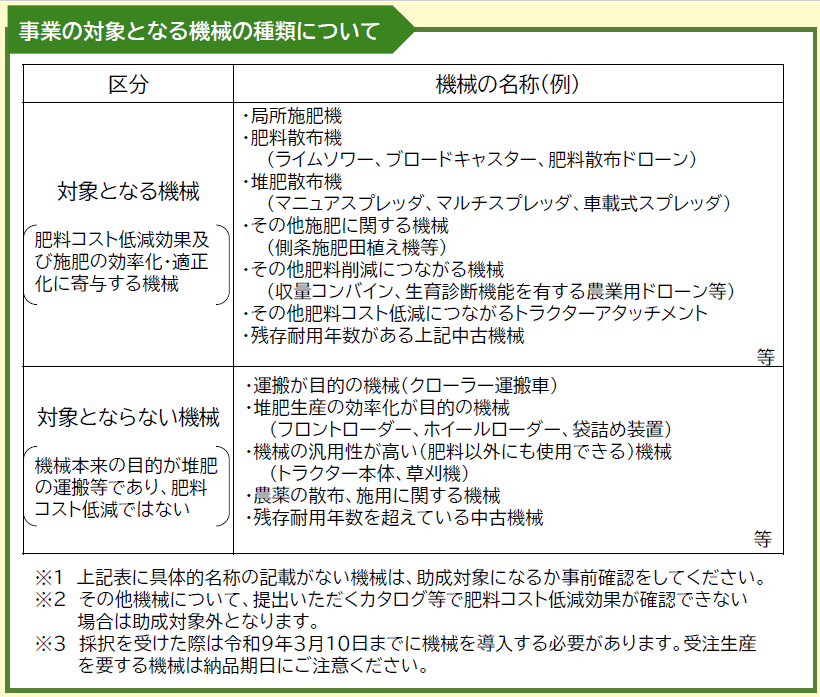 事業の対象となる機械の種類について
区分
機械の名称(例)
対象となる機械
肥料コスト低減効果及
び施肥の効率化・適正
化に寄与する機械
・局所施肥機
・肥料散布機
(ライムソワー、ブロードキャスター、肥料散布ドローン)
・堆肥散布機
(マニュアスプレッダ、マルチスプレッダ、車載式スプレッダ)
・その他施肥に関する機械
(側条施肥田植え機等)
・その他肥料削減につながる機械
(収量コンバイン、生育診断機能を有する農業用ドローン等)
・その他肥料コスト低減につながるトラクターアタッチメント
・残存耐用年数がある上記中古機械
等
対象とならない機械
機械本来の目的が堆肥
の運搬等であり、肥料
コスト低減ではない
・運搬が目的の機械(クローラー運搬車)
・堆肥生産の効率化が目的の機械
(フロントローダー、ホイールローダー、袋詰め装置)
・機械の汎用性が高い(肥料以外にも使用できる)機械
(トラクター本体、草刈機)
・農薬の散布、施用に関する機械
・残存耐用年数を超えている中古機械
等
※1 上記表に具体的名称の記載がない機械は、助成対象になるか事前確認をしてください。
※2 その他機械について、提出いただくカタログ等で肥料コスト低減効果が確認できない
場合は助成対象外となります。
※3 採択を受けた際は令和9年3月10日までに機械を導入する必要があります。受注生産
を要する機械は納品期日にご注意ください。